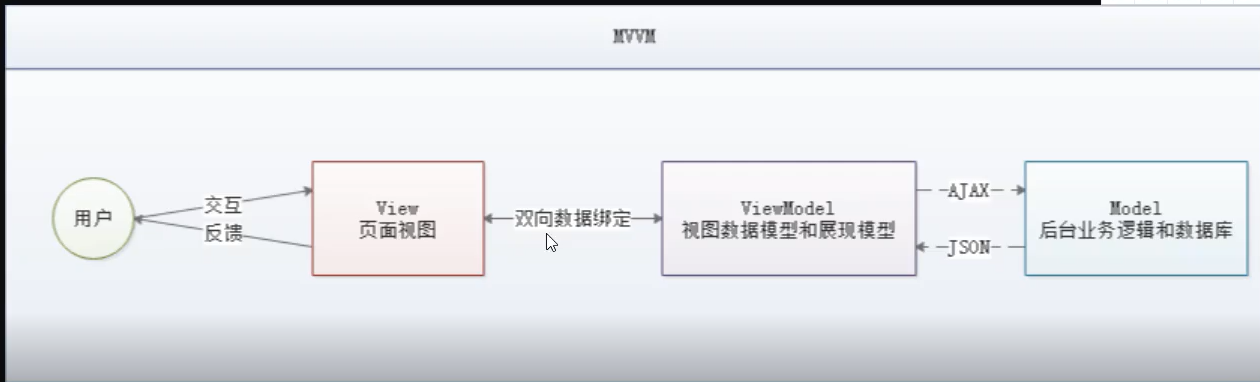 MVVM
用户
交互
反馈
View
页面视图
双向数据绑定
ViewModel
视图数据模型和展现模型
AJAX
JSON
Model
后台业务逻辑和数据库